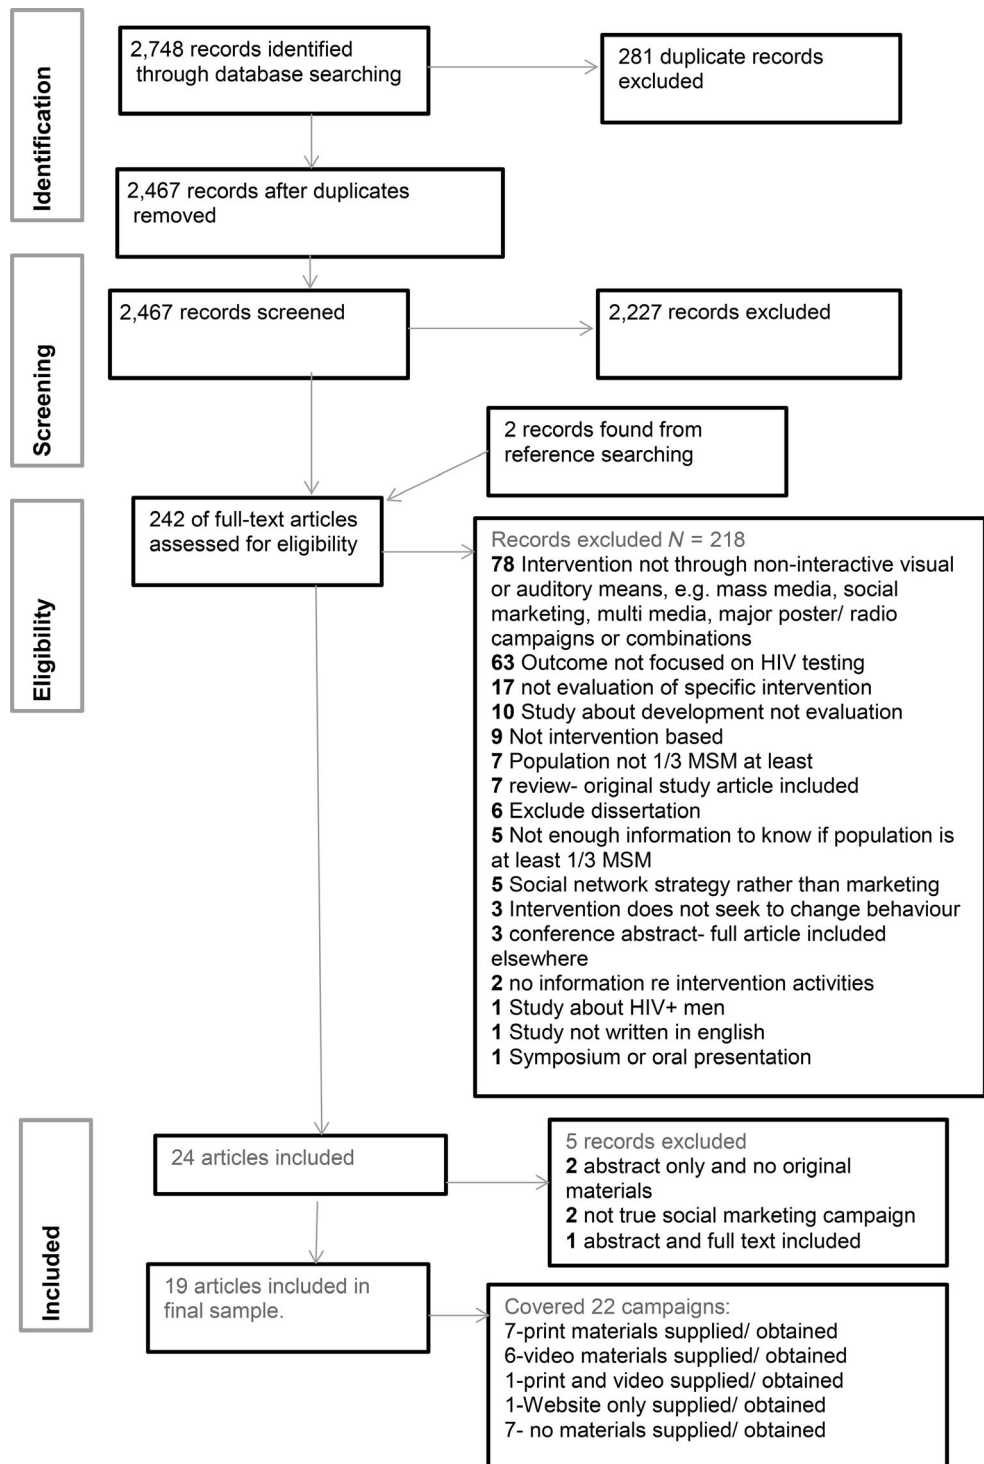 Identification
2,748 records identified
through database searching
281 duplicate records
excluded
2,467 records after duplicates
removed
Screening
2,467 records screened
2,227 records excluded
2 records found from
reference searching
Eligibility
242 of full-text articles
assessed for eligibility
Records excluded N = 218
78 Intervention not through non-interactive visual
or auditory means, e.g. mass media, social
marketing, multi media, major poster/ radio
campaigns or combinations
63 Outcome not focused on HIV testing
17 not evaluation of specific intervention
10 Study about development not evaluation
9 Not intervention based
7 Population not 1/3 MSM at least
7 review- original study article included
6 Exclude dissertation
5 Not enough information to know if population is
at least 1/3 MSM
5 Social network strategy rather than marketing
3 Intervention does not seek to change behaviour
3 conference abstract- full article included
elsewhere
2 no information re intervention activities
1 Study about HIV+ men
1 Study not written in english
1 Symposium or oral presentation
Included
24 articles included
5 records excluded
2 abstract only and no original
materials
2 not true social marketing campaign
1 abstract and full text included
19 articles included in
final sample.
Covered 22 campaigns:
7-print materials supplied/ obtained
6-video materials supplied/ obtained
1-print and video supplied/ obtained
1-Website only supplied/ obtained
7- no materials supplied/ obtained